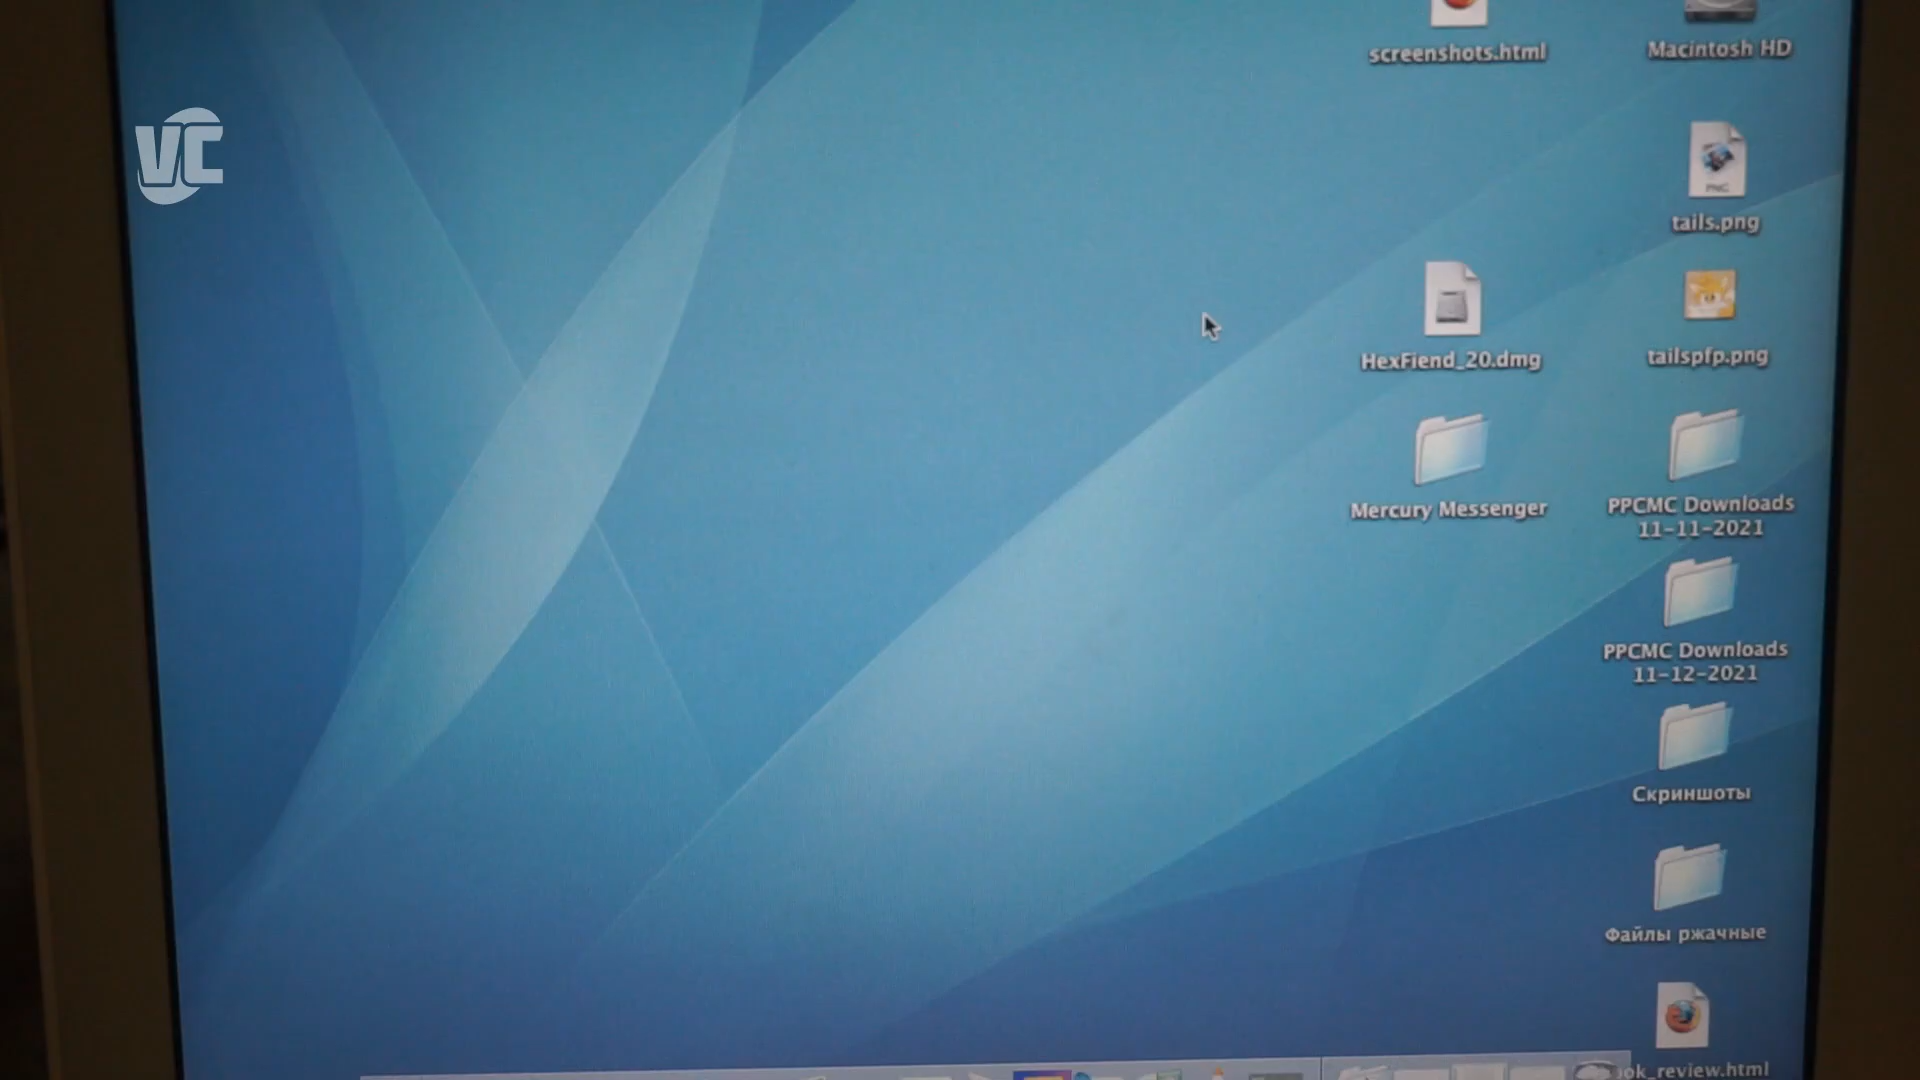 VC
screenshots.html
Macintosh HD
PNG
tails.png
HexFiend_20.dmg
tailspfp.png
Mercury Messenger
PPCMC Downloads
11-11-2021
PPCMC Downloads
11-12-2021
Скриншоты
Файлы ржачные
ok_review.html